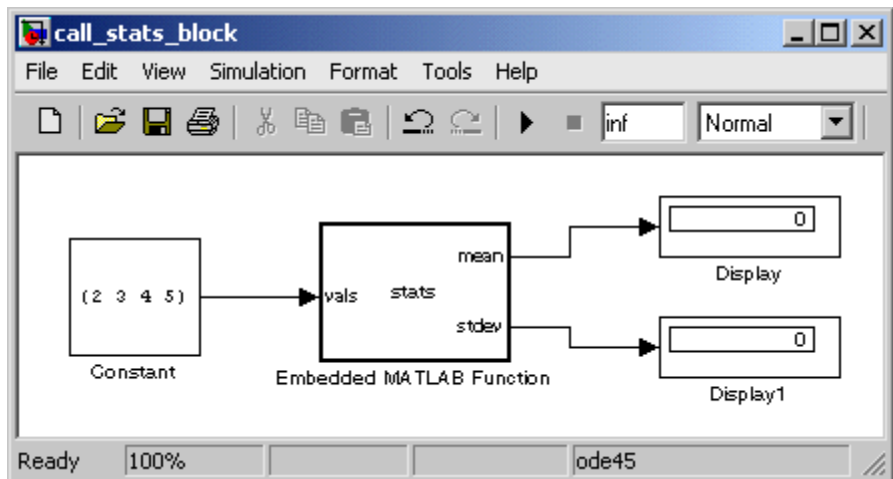 call_stats_block
File Edit View Simulation Format Tools Help
inf Normal
(2 3 4 5)
Constant
vals stats mean
stdev
Embedded MATLAB Function
0
Display
0
Display1
Ready 100% ode45